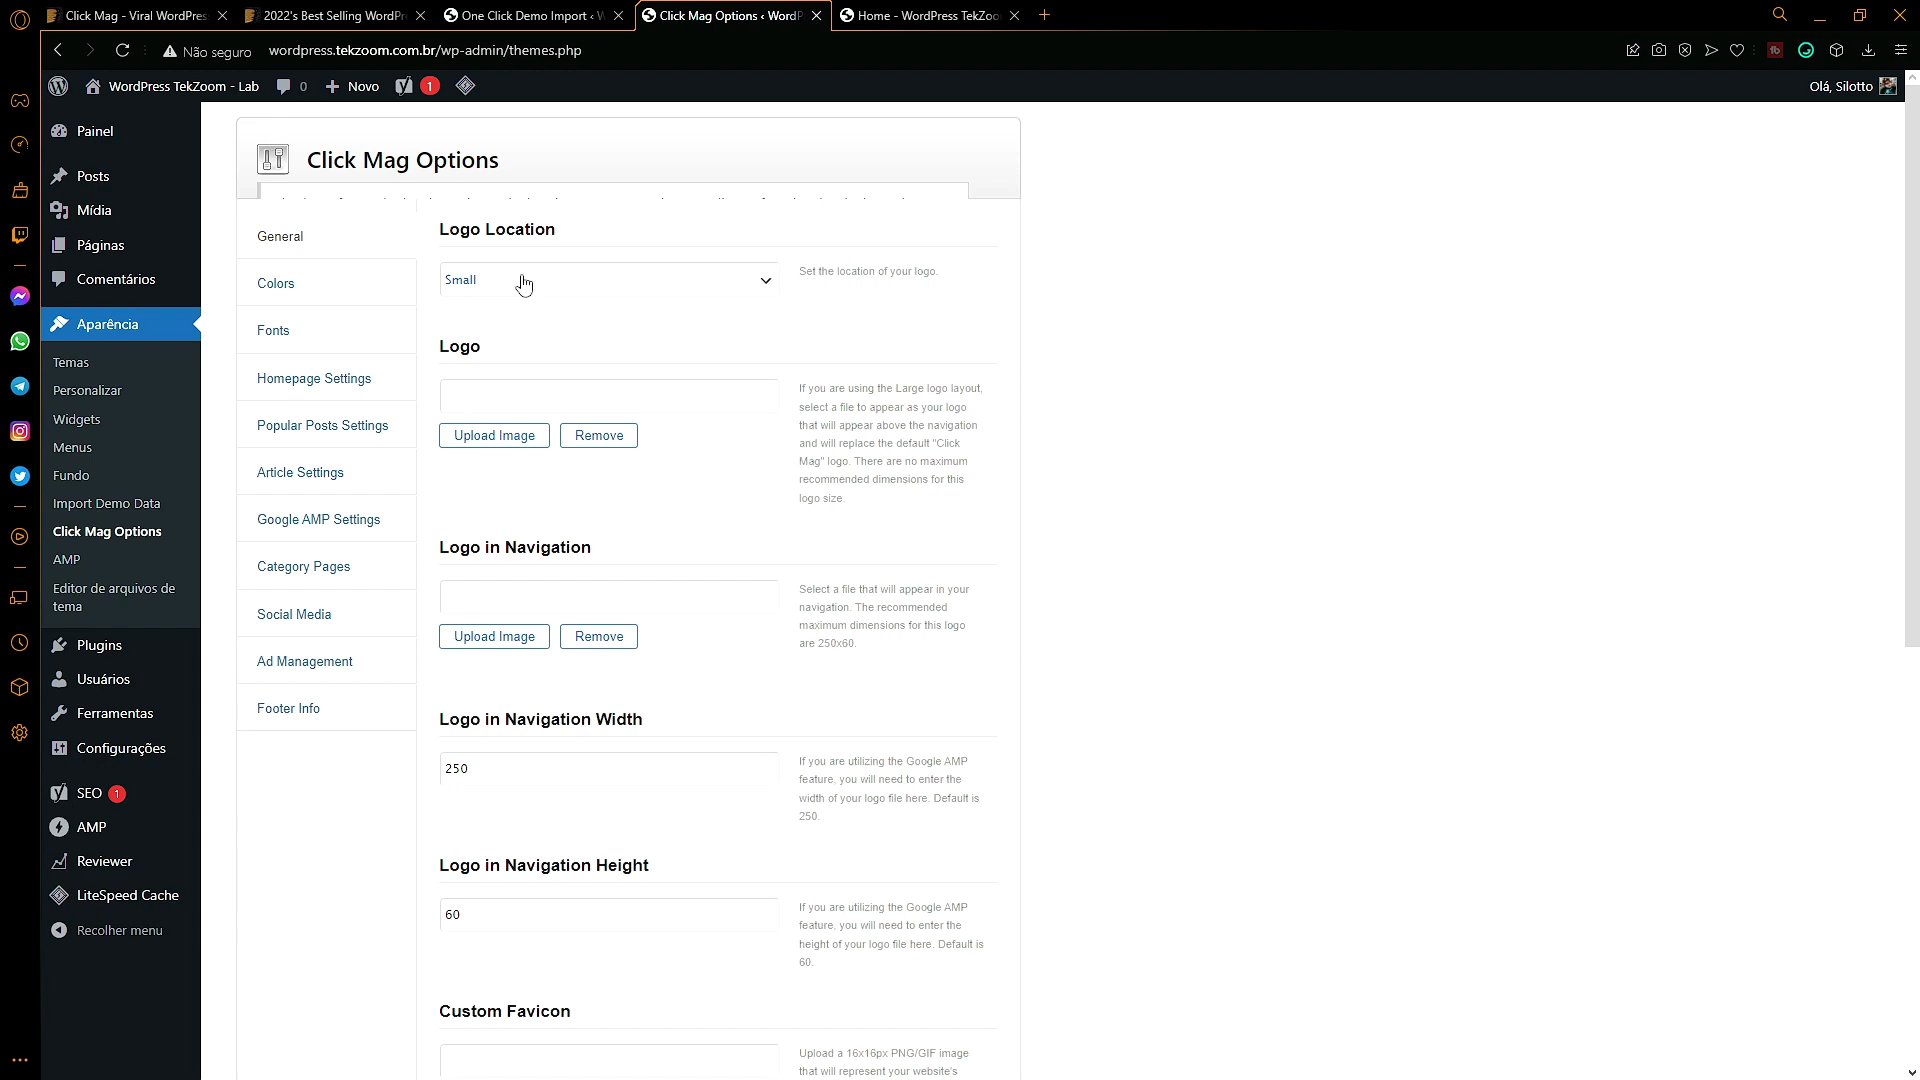 Click Mag - Viral WordPres
2022's Best Selling WordPr
One Click Demo Import ‹ W
Click Mag Options ‹ WordP
Home - WordPress TekZoo
Não seguro
wordpress.tekzoom.com.br/wp-admin/themes.php
WordPress TekZoom - Lab
0
Novo
1
Olá, Silotto
Painel
Posts
Mídia
Páginas
Comentários
Aparência
Temas
Personalizar
Widgets
Menus
Fundo
Import Demo Data
Click Mag Options
AMP
Editor de arquivos de
tema
Plugins
Usuários
Ferramentas
Configurações
SEO 1
AMP
Reviewer
LiteSpeed Cache
Recolher menu
Click Mag Options
General
Colors
Fonts
Homepage Settings
Popular Posts Settings
Article Settings
Google AMP Settings
Category Pages
Social Media
Ad Management
Footer Info
Logo Location
Small
Set the location of your logo.
Logo
Upload Image
Remove
If you are using the Large logo layout,
select a file to appear as your logo
that will appear above the navigation
and will replace the default "Click
Mag" logo. There are no maximum
recommended dimensions for this
logo size.
Logo in Navigation
Upload Image
Remove
Select a file that will appear in your
navigation. The recommended
maximum dimensions for this logo
are 250x60.
Logo in Navigation Width
250
If you are utilizing the Google AMP
feature, you will need to enter the
width of your logo file here. Default is
250.
Logo in Navigation Height
60
If you are utilizing the Google AMP
feature, you will need to enter the
height of your logo file here. Default is
60.
Custom Favicon
Upload a 16x16px PNG/GIF image
that will represent your website's